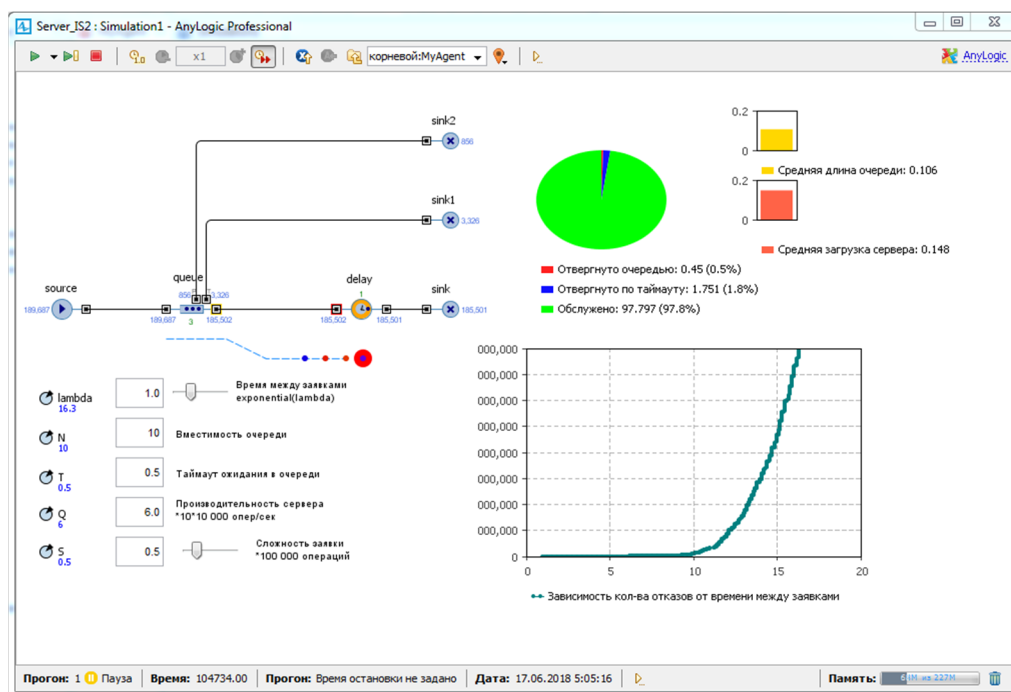 Server_IS2 : Simulation1 - AnyLogic Professional
x1
корневой:MyAgent
AnyLogic
sink2
856
sink1
3,326
source
queue
delay
sink
189,687
856
3,326
1
185,501
189,687
3
185,502
185,502
185,501
0.2
0
Средняя длина очереди: 0.106
0.2
0
Средняя загрузка сервера: 0.148
Отвергнуто очередью: 0.45 (0.5%)
Отвергнуто по таймауту: 1.751 (1.8%)
Обслужено: 97.797 (97.8%)
lambda
16.3
1.0
Время между заявками
exponential(lambda)
N
10
10
Вместимость очереди
T
0.5
0.5
Таймаут ожидания в очереди
Q
6
6.0
Производительность сервера
*10*10 000 опер/сек
S
0.5
0.5
Сложность заявки
*100 000 операций
000,000
000,000
000,000
000,000
000,000
000,000
000,000
000,000
0
0
5
10
15
20
Зависимость кол-ва отказов от времени между заявками
Прогон: 1 Пауза
Время: 104734.00
Прогон: Время остановки не задано
Дата: 17.06.2018 5:05:16
Память:
из 227M